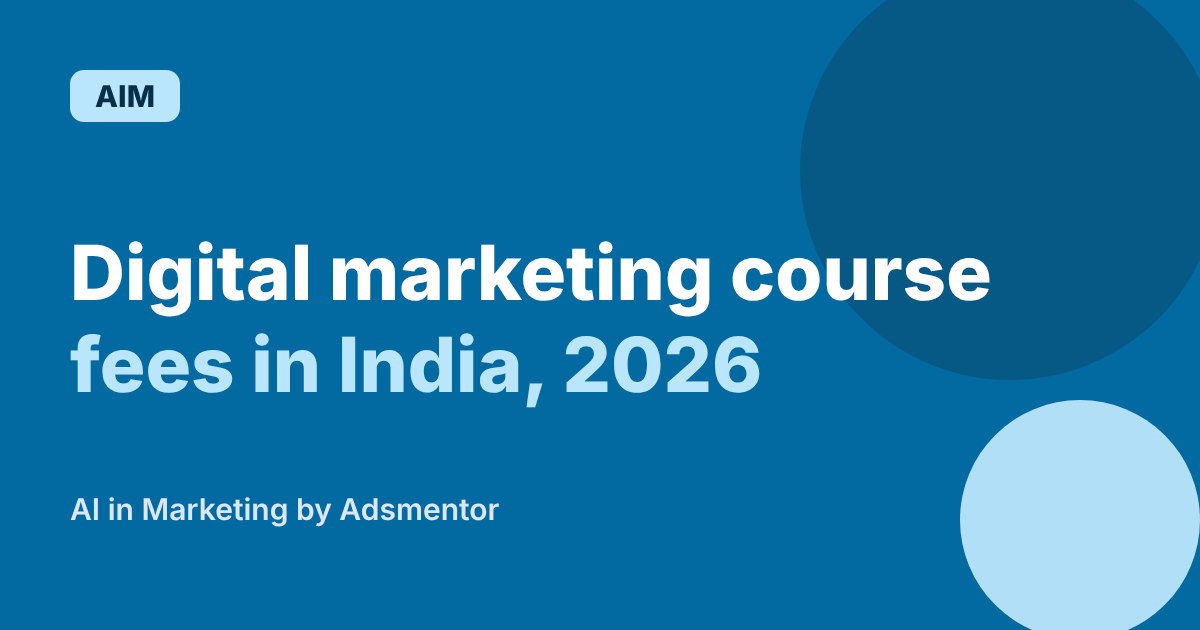 AIM
Digital marketing course
fees in India, 2026
AI in Marketing by Adsmentor